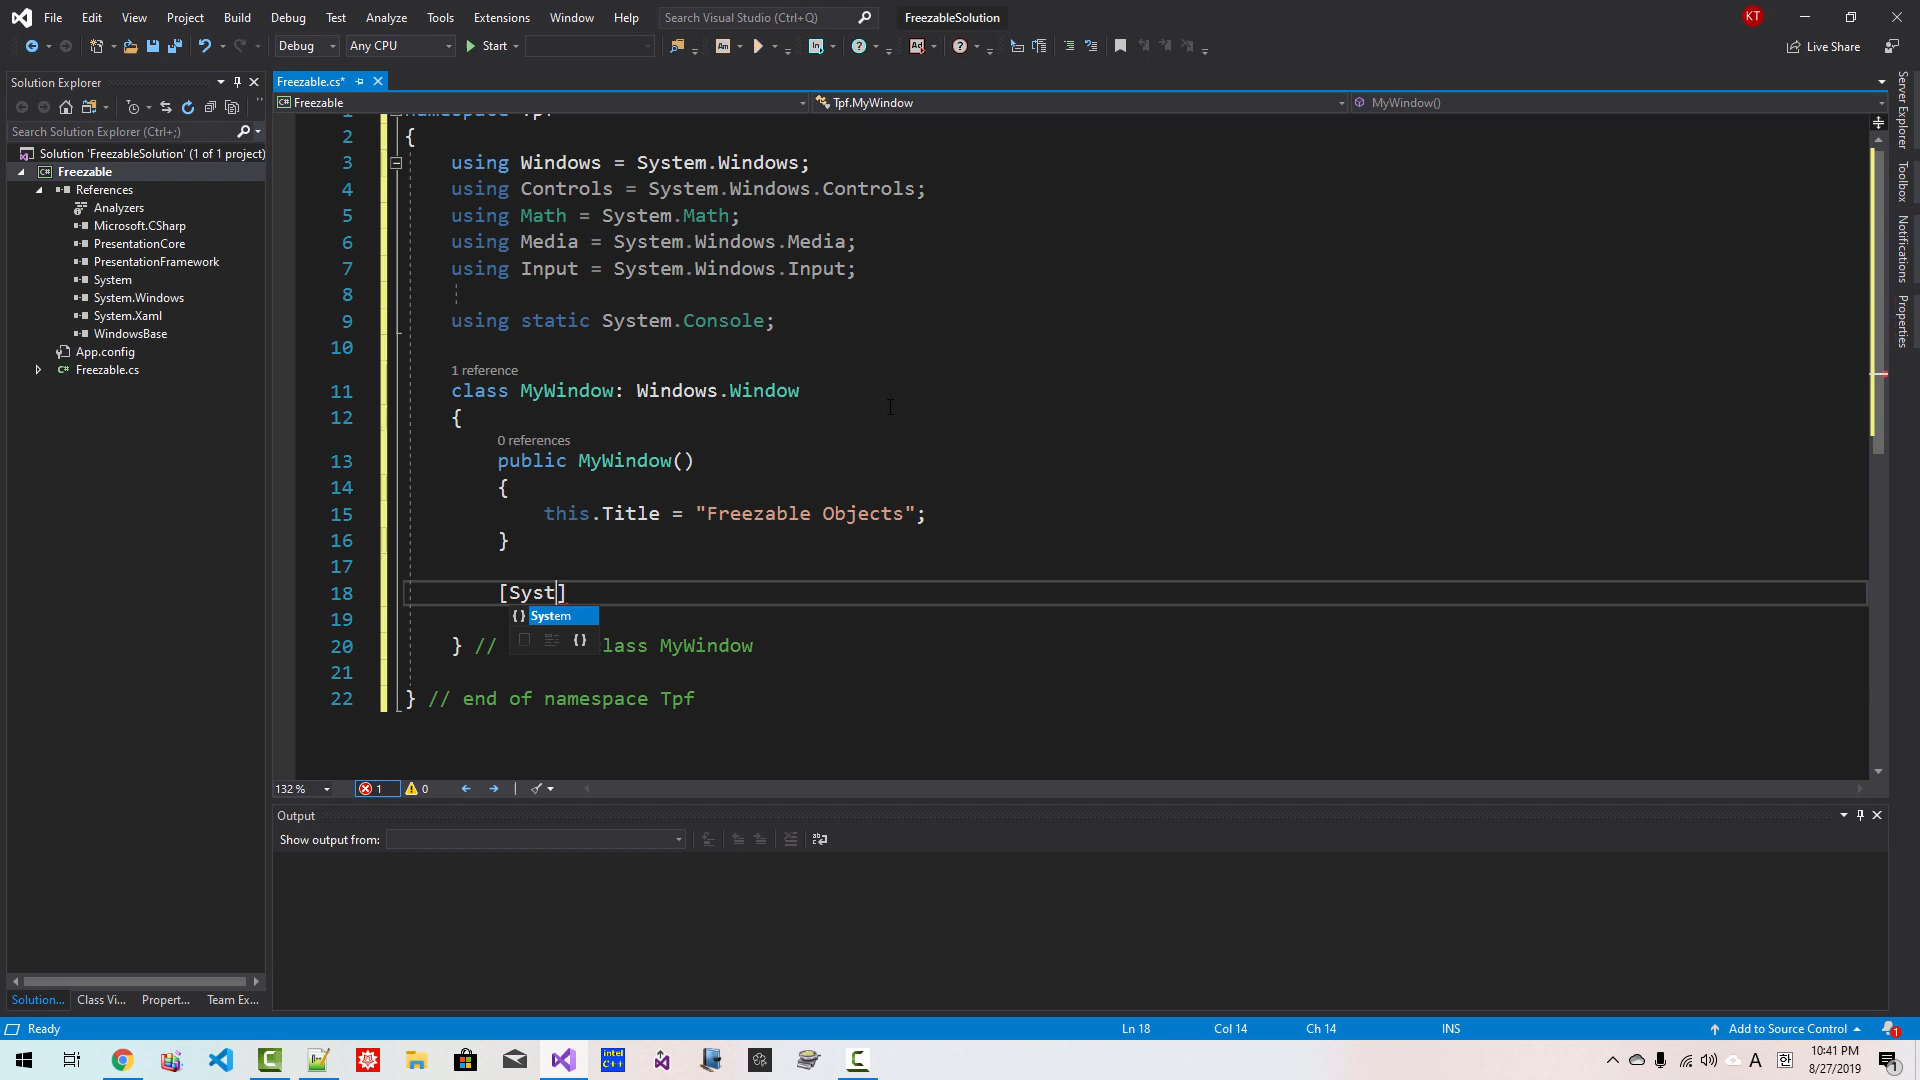 File Edit View Project Build Debug Test Analyze Tools Extensions Window Help Search Visual Studio (Ctrl+Q) FreezableSolution KT
Debug Any CPU Start Live Share
Solution Explorer
Search Solution Explorer (Ctrl+;)
Solution 'FreezableSolution' (1 of 1 project)
C# Freezable
References
Analyzers
Microsoft.CSharp
PresentationCore
PresentationFramework
System
System.Windows
System.Xaml
WindowsBase
App.config
C# Freezable.cs
Solution... Class Vi... Propert... Team Ex...
Freezable.cs*
C# Freezable Tpf.MyWindow MyWindow()
2 {
3 using Windows = System.Windows;
4 using Controls = System.Windows.Controls;
5 using Math = System.Math;
6 using Media = System.Windows.Media;
7 using Input = System.Windows.Input;
8
9 using static System.Console;
10
1 reference
11 class MyWindow: Windows.Window
12 {
0 references
13 public MyWindow()
14 {
15 this.Title = "Freezable Objects";
16 }
17
18 [Syst]
{} System
19
20 } // lass MyWindow
21
22 } // end of namespace Tpf
132 % 1 0
Output
Show output from:
Server Explorer
Toolbox
Notifications
Properties
Ready Ln 18 Col 14 Ch 14 INS Add to Source Control 1
intel C++
A 한 10:41 PM
8/27/2019 1